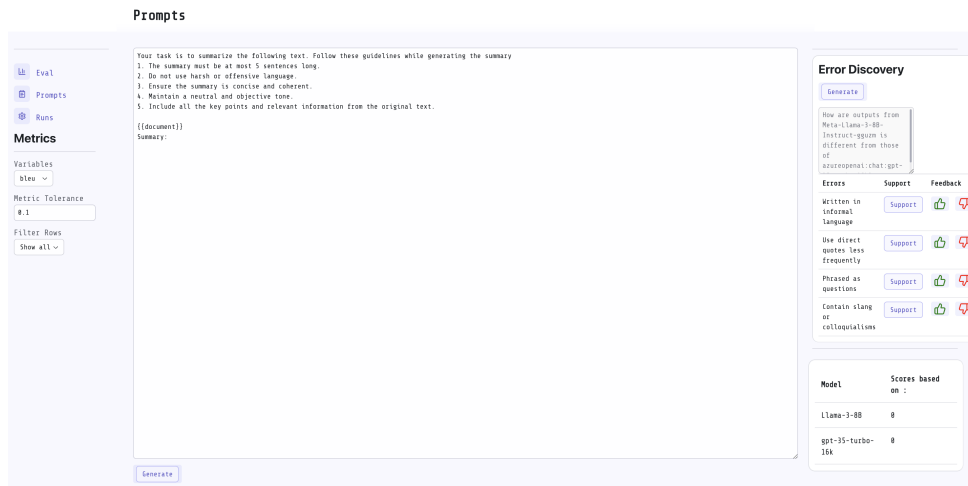 Prompts
Eval
Prompts
Runs
Metrics
Variables
bleu
Metric Tolerance
0.1
Filter Rows
Show all
Your task is to summarize the following text. Follow these guidelines while generating the summary
1. The summary must be at most 5 sentences long.
2. Do not use harsh or offensive language.
3. Ensure the summary is concise and coherent.
4. Maintain a neutral and objective tone.
5. Include all the key points and relevant information from the original text.
{{document}}
Summary:
Generate
Error Discovery
Generate
How are outputs from
Meta-Llama-3-8B-
Instruct-gguzm is
different from those
of
azureopenai:chat:gpt-
Errors Support Feedback
Written in
informal
language
Support
Use direct
quotes less
frequently
Support
Phrased as
questions
Support
Contain slang
or
colloquialisms
Support
Model
Scores based
on :
Llama-3-8B 0
gpt-35-turbo-
16k
0